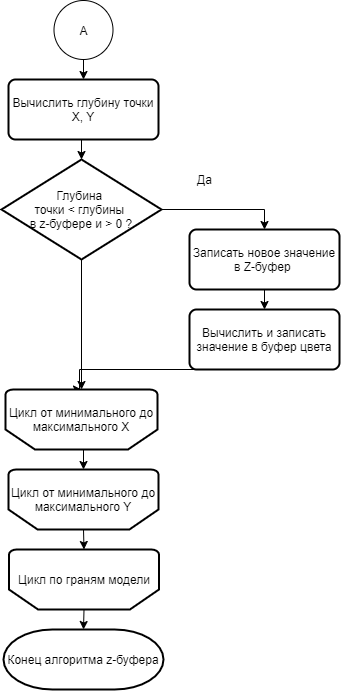 A
Вычислить глубину точки
X, Y
Глубина
точки < глубины
в z-буфере и > 0 ?
Да
Записать новое значение
в Z-буфер
Вычислить и записать
значение в буфер цвета
Цикл от минимального до
максимального X
Цикл от минимального до
максимального Y
Цикл по граням модели
Конец алгоритма z-буфера